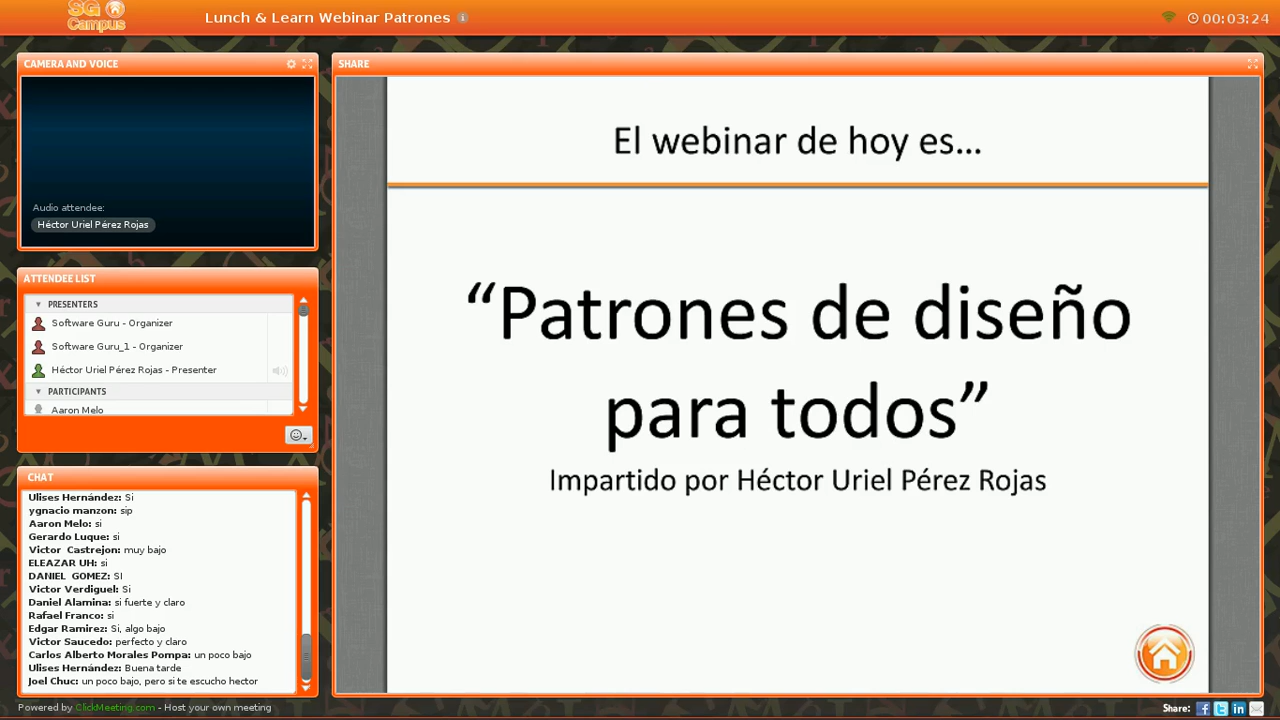 SG
Campus
Lunch & Learn Webinar Patrones
00:03:24
CAMERA AND VOICE
Audio attendee:
Héctor Uriel Pérez Rojas
ATTENDEE LIST
PRESENTERS
Software Guru - Organizer
Software Guru_1 - Organizer
Héctor Uriel Pérez Rojas - Presenter
PARTICIPANTS
Aaron Melo
CHAT
Ulises Hernández: Si
ygnacio manzon: sip
Aaron Melo: si
Gerardo Luque: si
Victor Castrejon: muy bajo
ELEAZAR UH: si
DANIEL GOMEZ: SI
Victor Verdiguel: Si
Daniel Alamina: si fuerte y claro
Rafael Franco: si
Edgar Ramirez: Si, algo bajo
Victor Saucedo: perfecto y claro
Carlos Alberto Morales Pompa: un poco bajo
Ulises Hernández: Buena tarde
Joel Chuc: un poco bajo, pero si te escucho hector
SHARE
El webinar de hoy es...
“Patrones de diseño
para todos”
Impartido por Héctor Uriel Pérez Rojas
Powered by ClickMeeting.com - Host your own meeting
Share: